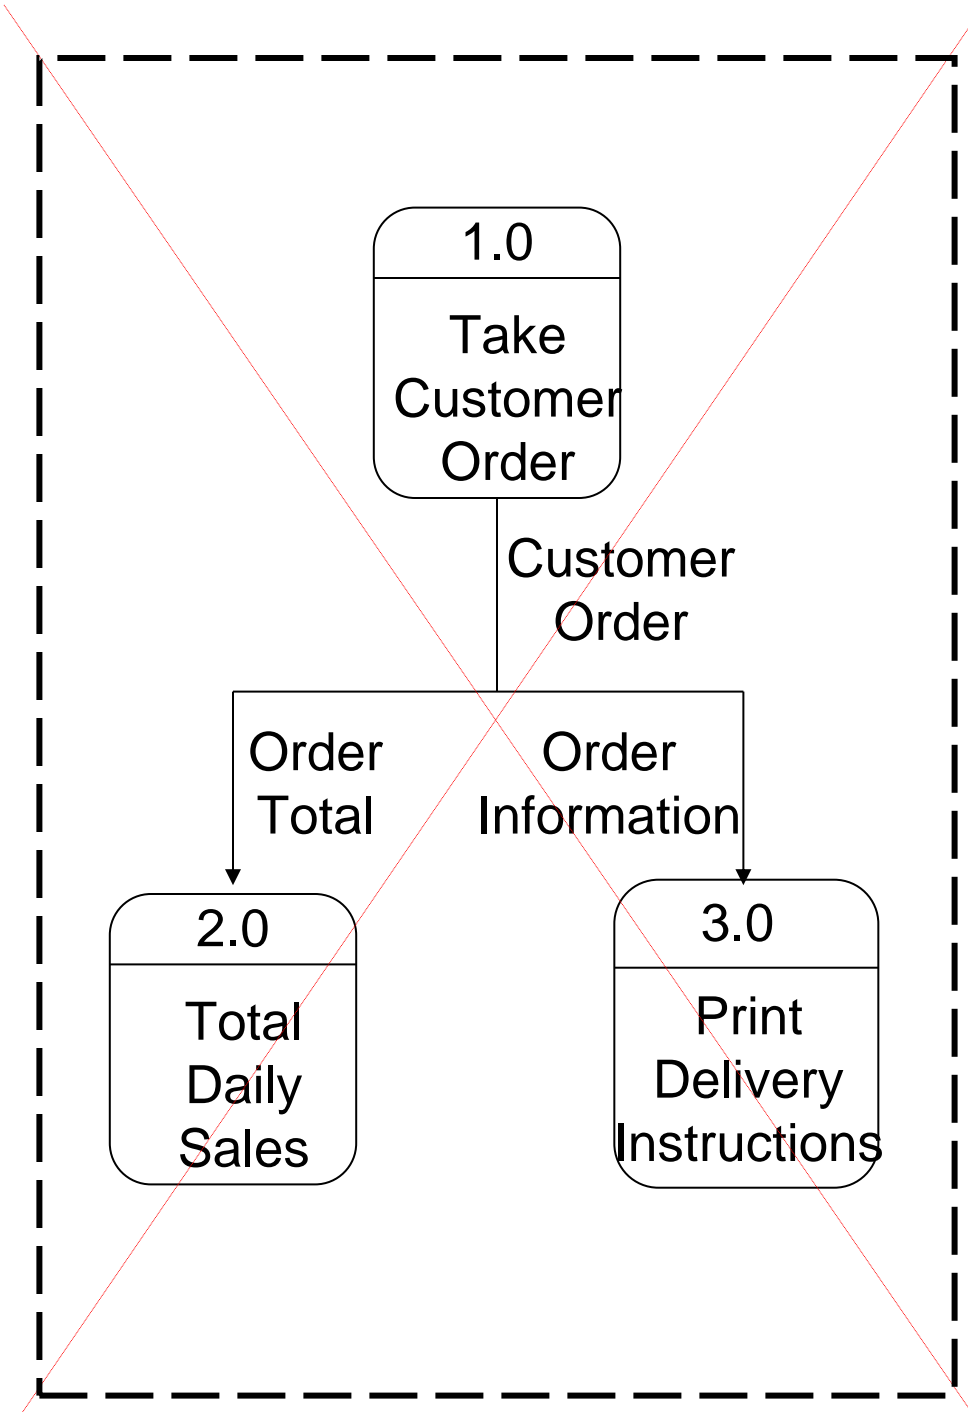 1.0
Take
Customer
Order
Customer
Order
Order
Total
Order
Information
2.0
Total
Daily
Sales
3.0
Print
Delivery
Instructions